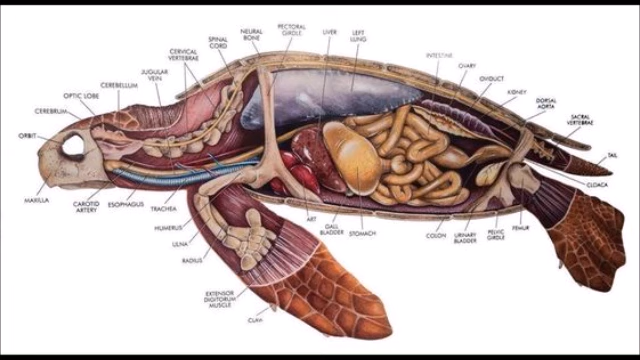 PECTORAL
GIRDLE
NEURAL
BONE
LIVER
LEFT
LUNG
SPINAL
CORD
CERVICAL
VERTEBRAE
JUGULAR
VEIN
CEREBELLUM
OPTIC LOBE
CEREBRUM
ORBIT
INTESTINE
OVARY
OVIDUCT
KIDNEY
DORSAL
AORTA
SACRAL
VERTEBRAE
TAIL
CLOACA
MAXILLA
CAROTID
ARTERY
ESOPHAGUS
TRACHEA
HUMERUS
ULNA
RADIUS
ART
GALL
BLADDER
STOMACH
COLON
URINARY
BLADDER
PELVIC
GIRDLE
FEMUR
EXTENSOR
DIGITORUM
MUSCLE
CLAW